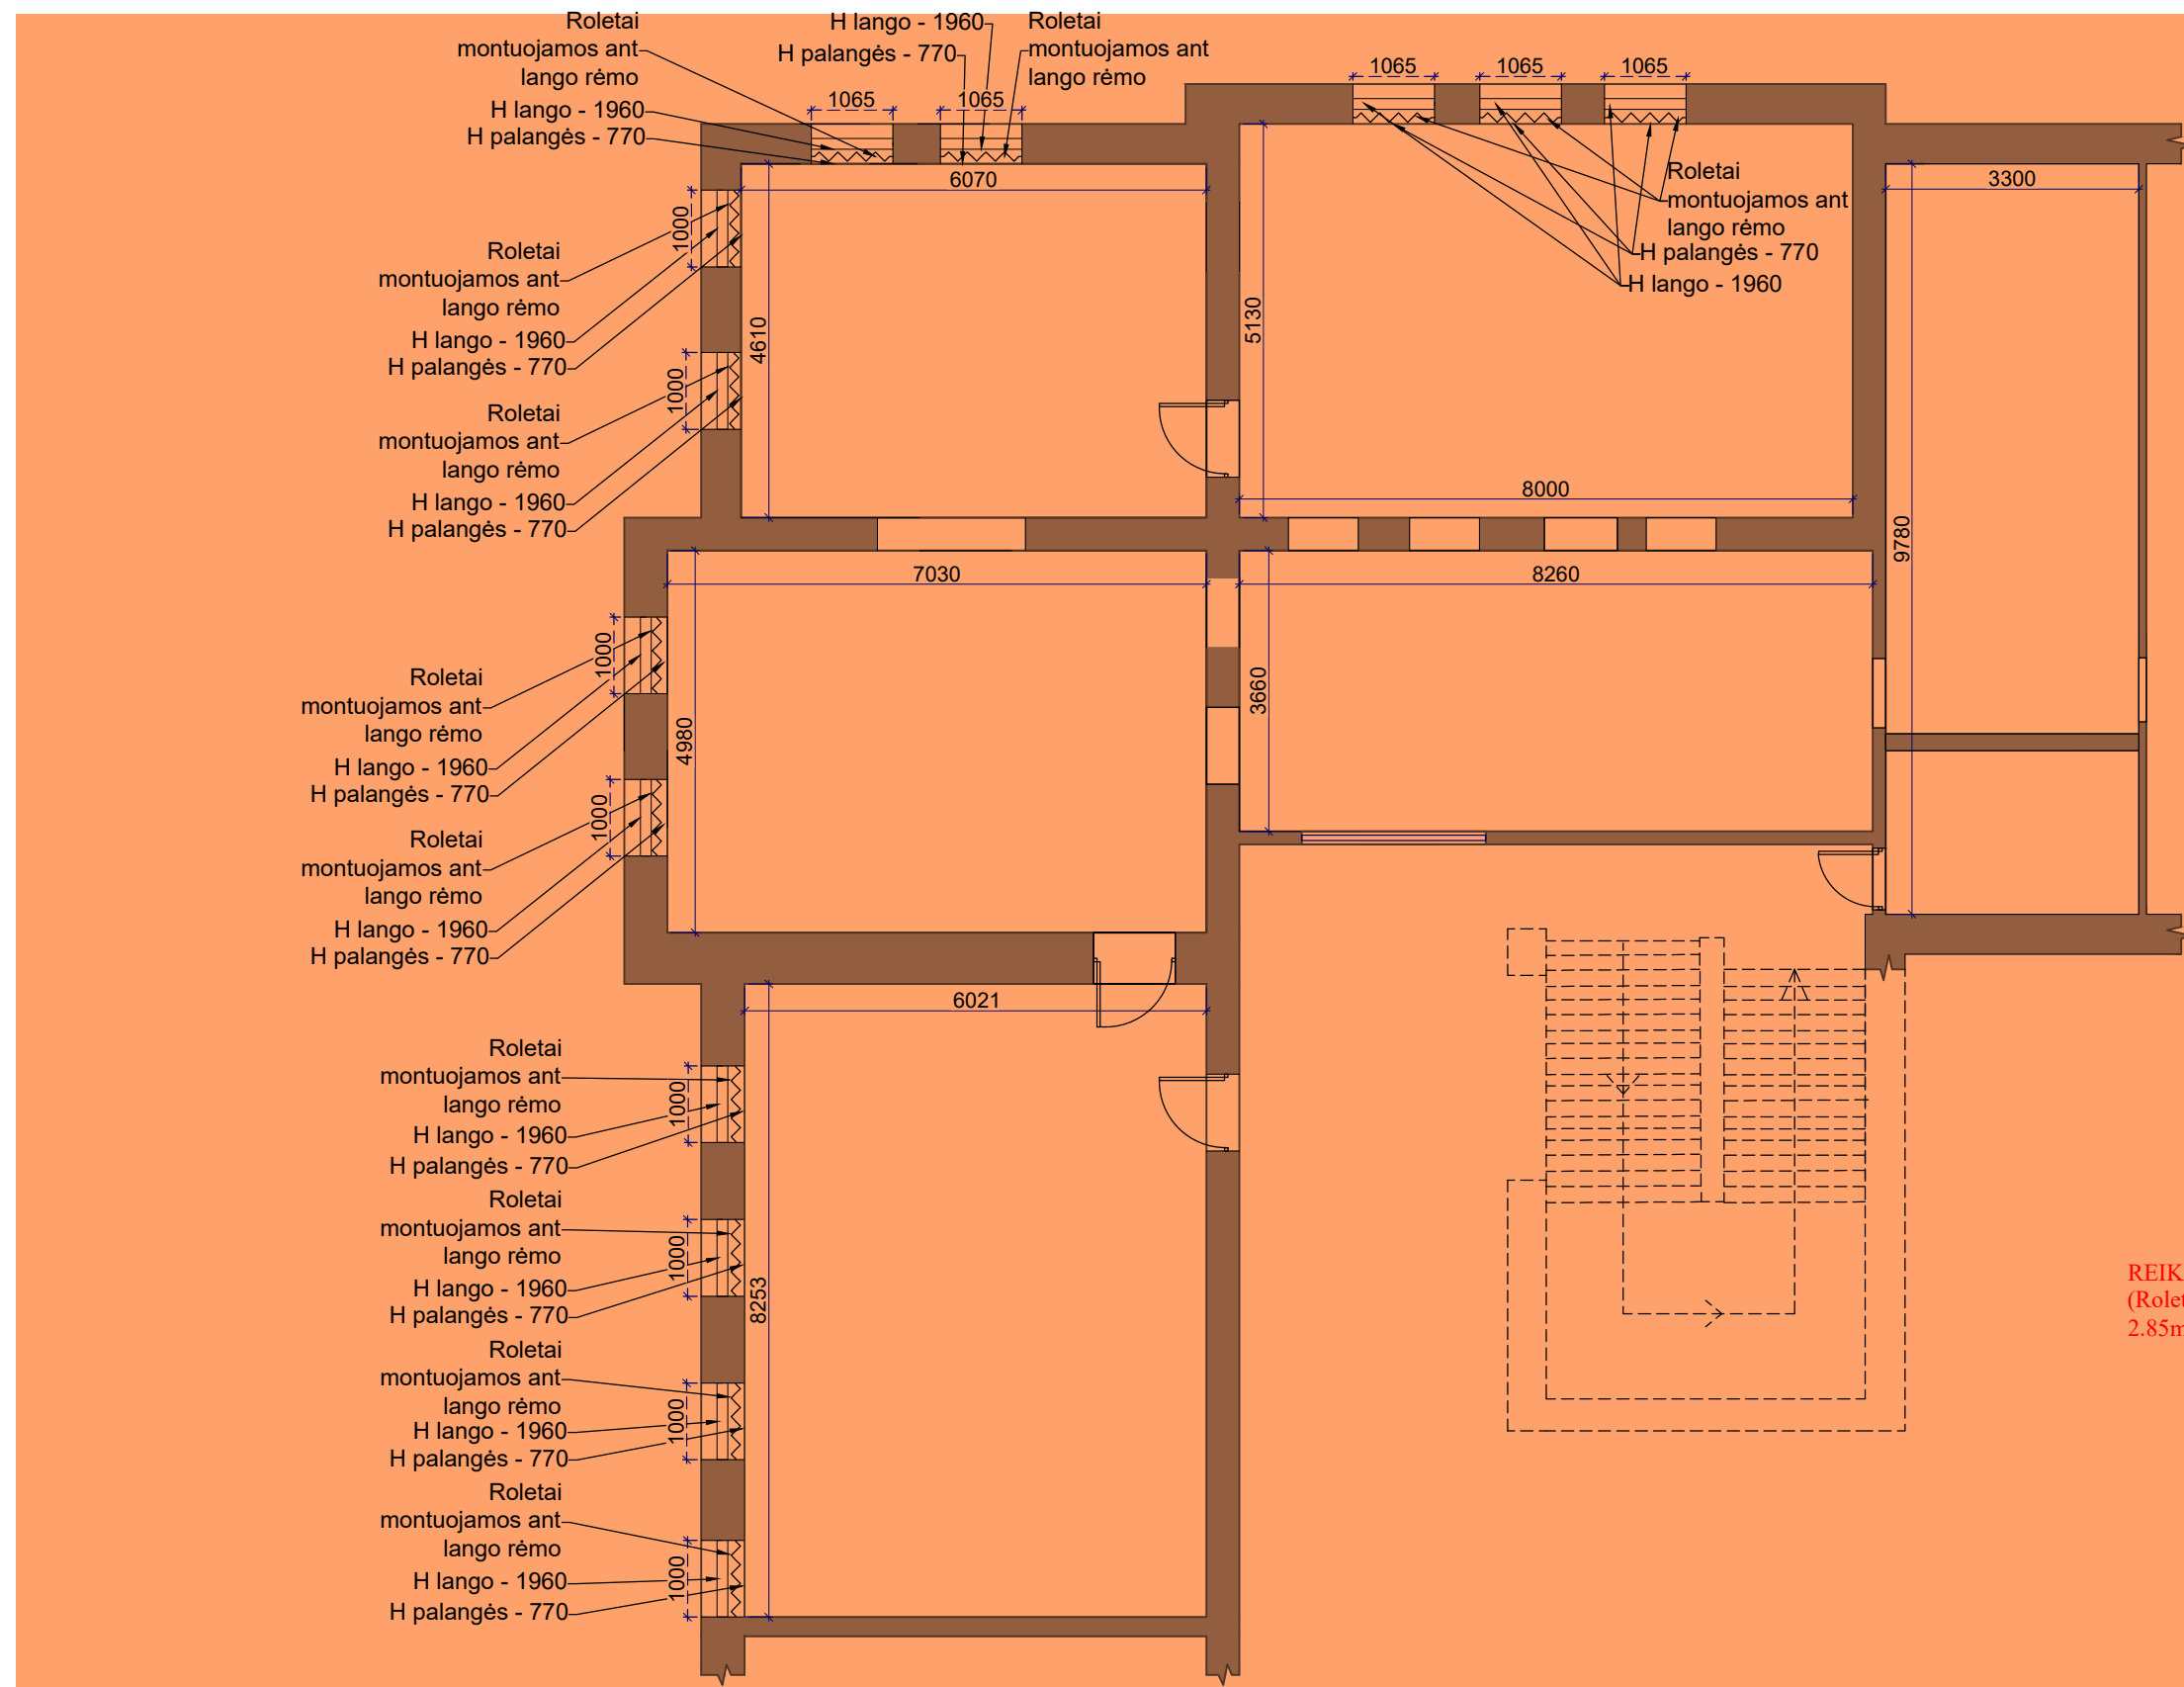 Roletai
montuojamos ant
lango rėmo
H lango - 1960
H palangės - 770
H lango - 1960
H palangės - 770
Roletai
montuojamos ant
lango rėmo
1065
1065
1065
1065
1065
6070
3300
Roletai
montuojamos ant
lango rėmo
H palangės - 770
H lango - 1960
1000
Roletai
montuojamos ant
lango rėmo
H lango - 1960
H palangės - 770
4610
5130
1000
Roletai
montuojamos ant
lango rėmo
H lango - 1960
H palangės - 770
8000
9780
7030
8260
1000
Roletai
montuojamos ant
lango rėmo
H lango - 1960
H palangės - 770
4980
3660
1000
Roletai
montuojamos ant
lango rėmo
H lango - 1960
H palangės - 770
6021
Roletai
montuojamos ant
lango rėmo
H lango - 1960
H palangės - 770
1000
Roletai
montuojamos ant
lango rėmo
H lango - 1960
H palangės - 770
1000
8253
Roletai
montuojamos ant
lango rėmo
H lango - 1960
H palangės - 770
1000
Roletai
montuojamos ant
lango rėmo
H lango - 1960
H palangės - 770
1000
REIK
(Rolet
2.85m